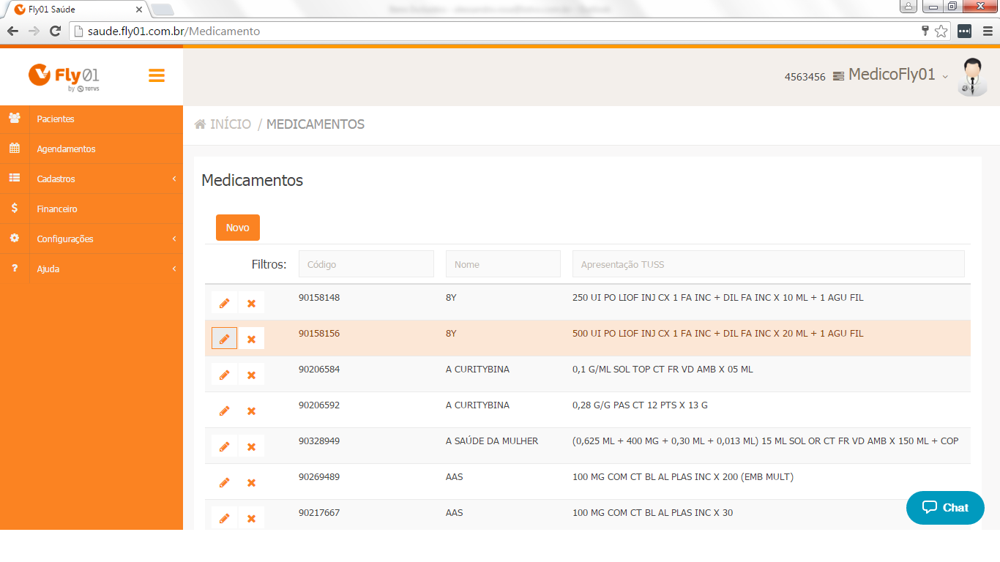 Fly01 Saúde
saude.fly01.com.br/Medicamento
Fly01
by TOTVS
4563456 MedicoFly01
Pacientes
Agendamentos
Cadastros
Financeiro
Configurações
Ajuda
INÍCIO / MEDICAMENTOS
Medicamentos
Novo
Filtros: Código Nome Apresentação TUSS
90158148 8Y 250 UI PO LIOF INJ CX 1 FA INC + DIL FA INC X 10 ML + 1 AGU FIL
90158156 8Y 500 UI PO LIOF INJ CX 1 FA INC + DIL FA INC X 20 ML + 1 AGU FIL
90206584 A CURITYBINA 0,1 G/ML SOL TOP CT FR VD AMB X 05 ML
90206592 A CURITYBINA 0,28 G/G PAS CT 12 PTS X 13 G
90328949 A SAÚDE DA MULHER (0,625 ML + 400 MG + 0,30 ML + 0,013 ML) 15 ML SOL OR CT FR VD AMB X 150 ML + COP
90269489 AAS 100 MG COM CT BL AL PLAS INC X 200 (EMB MULT)
90217667 AAS 100 MG COM CT BL AL PLAS INC X 30
Chat